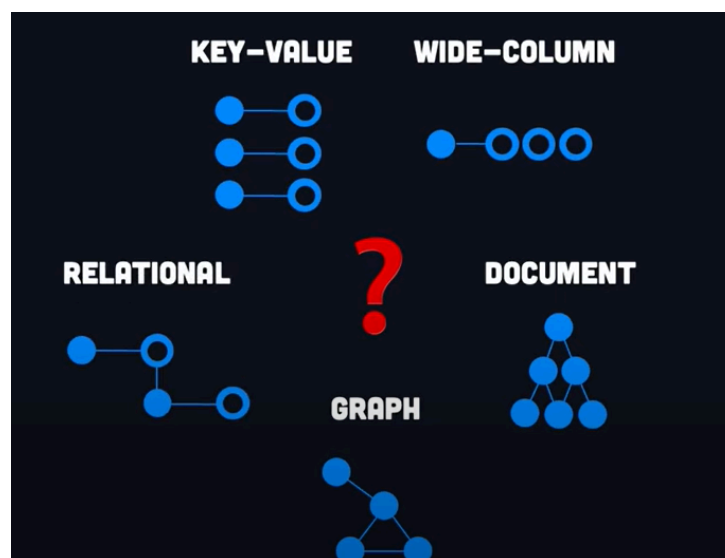 KEY-VALUE
WIDE-COLUMN
RELATIONAL
?
DOCUMENT
GRAPH